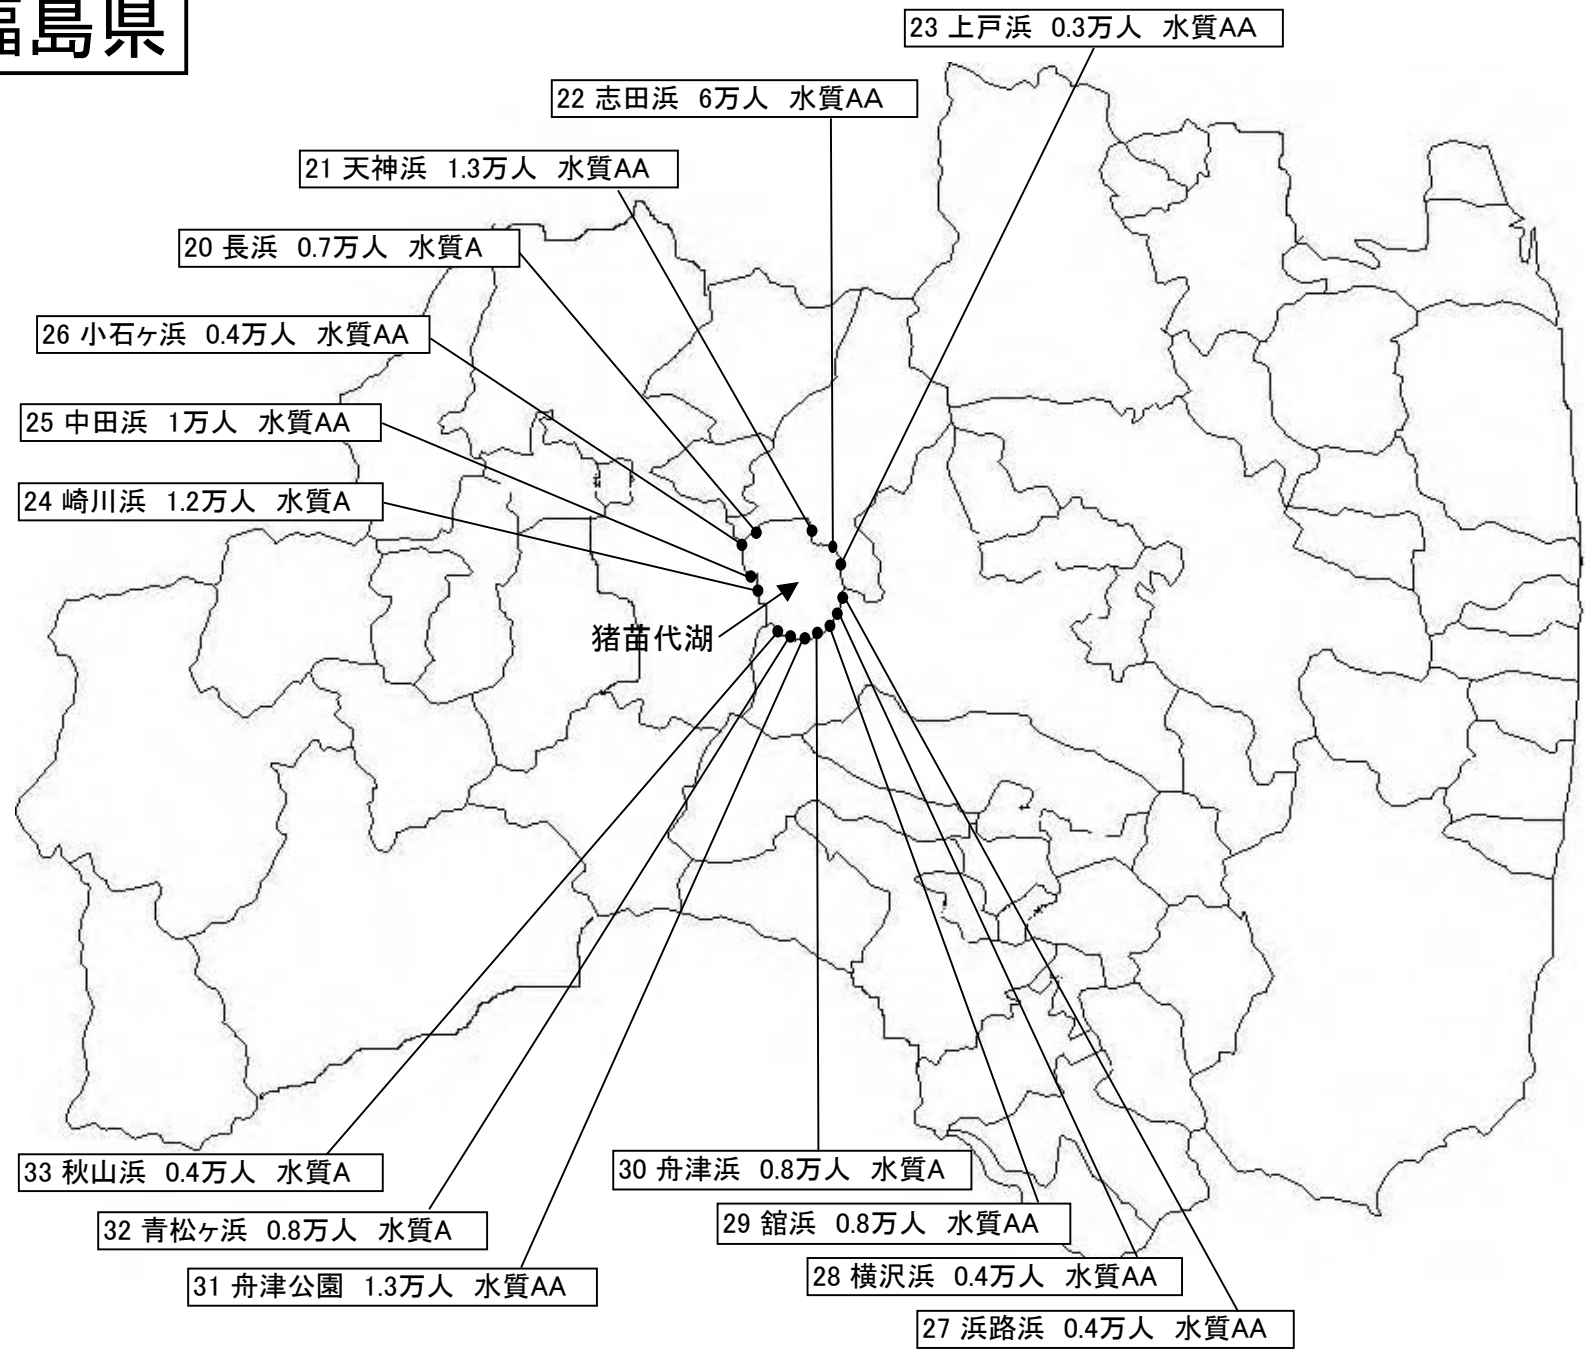 福島県
23 上戸浜 0.3万人 水質AA
22 志田浜 6万人 水質AA
21 天神浜 1.3万人 水質AA
20 長浜 0.7万人 水質A
26 小石ヶ浜 0.4万人 水質AA
25 中田浜 1万人 水質AA
24 崎川浜 1.2万人 水質A
猪苗代湖
33 秋山浜 0.4万人 水質A
30 舟津浜 0.8万人 水質A
32 青松ヶ浜 0.8万人 水質A
29 舘浜 0.8万人 水質AA
31 舟津公園 1.3万人 水質AA
28 横沢浜 0.4万人 水質AA
27 浜路浜 0.4万人 水質AA